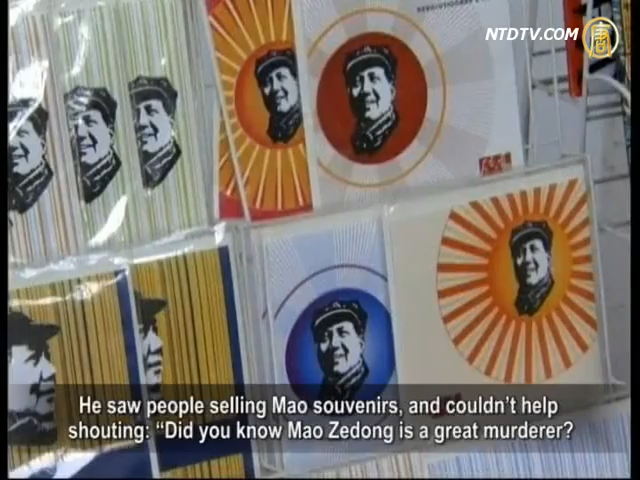 NTDTV.COM
He saw people selling Mao souvenirs, and couldn't help
shouting: “Did you know Mao Zedong is a great murderer?